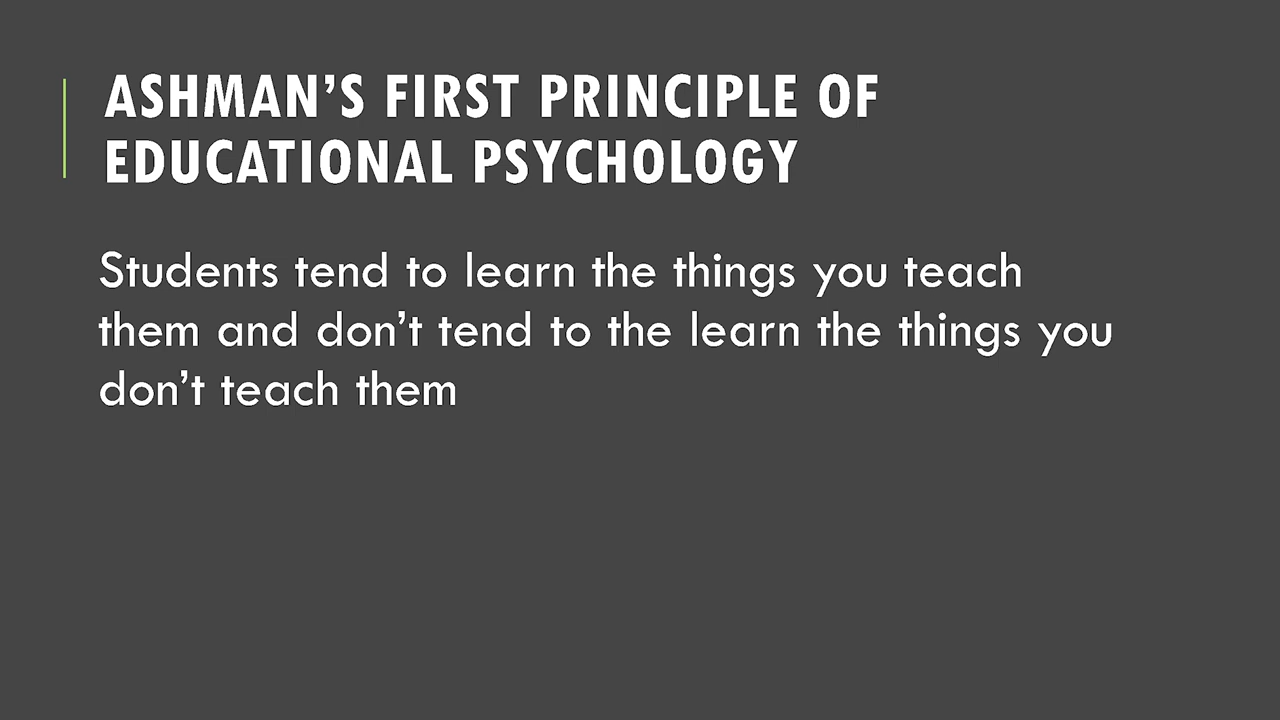 ASHMAN’S FIRST PRINCIPLE OF
EDUCATIONAL PSYCHOLOGY
Students tend to learn the things you teach
them and don’t tend to the learn the things you
don’t teach them